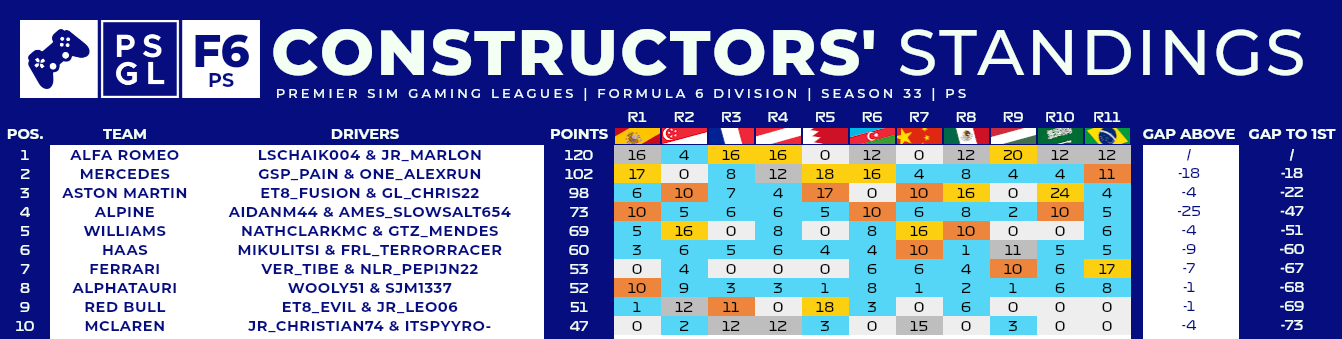 PS GL F6 PS CONSTRUCTORS' STANDINGS
PREMIER SIM GAMING LEAGUES | FORMULA 6 DIVISION | SEASON 33 | PS
R1 R2 R3 R4 R5 R6 R7 R8 R9 R10 R11
POS. TEAM DRIVERS POINTS GAP ABOVE GAP TO 1ST
1 ALFA ROMEO LSCHAIK004 & JR_MARLON 120 16 4 16 16 0 12 0 12 20 12 12 / /
2 MERCEDES GSP_PAIN & ONE_ALEXRUN 102 17 0 8 12 18 16 4 8 4 4 11 -18 -18
3 ASTON MARTIN ET8_FUSION & GL_CHRIS22 98 6 10 7 4 17 0 10 16 0 24 4 -4 -22
4 ALPINE AIDANM44 & AMES_SLOWSALT654 73 10 5 6 6 5 10 6 8 2 10 5 -25 -47
5 WILLIAMS NATHCLARKMC & GTZ_MENDES 69 5 16 0 8 0 8 16 10 0 0 6 -4 -51
6 HAAS MIKULITSI & FRL_TERRORRACER 60 3 6 5 6 4 4 10 1 11 5 5 -9 -60
7 FERRARI VER_TIBE & NLR_PEPIJN22 53 0 4 0 0 0 6 6 4 10 6 17 -7 -67
8 ALPHATAURI WOOLY51 & SJM1337 52 10 9 3 3 1 8 1 2 1 6 8 -1 -68
9 RED BULL ET8_EVIL & JR_LEO06 51 1 12 11 0 18 3 0 6 0 0 0 -1 -69
10 MCLAREN JR_CHRISTIAN74 & ITSPYYRO- 47 0 2 12 12 3 0 15 0 3 0 0 -4 -73